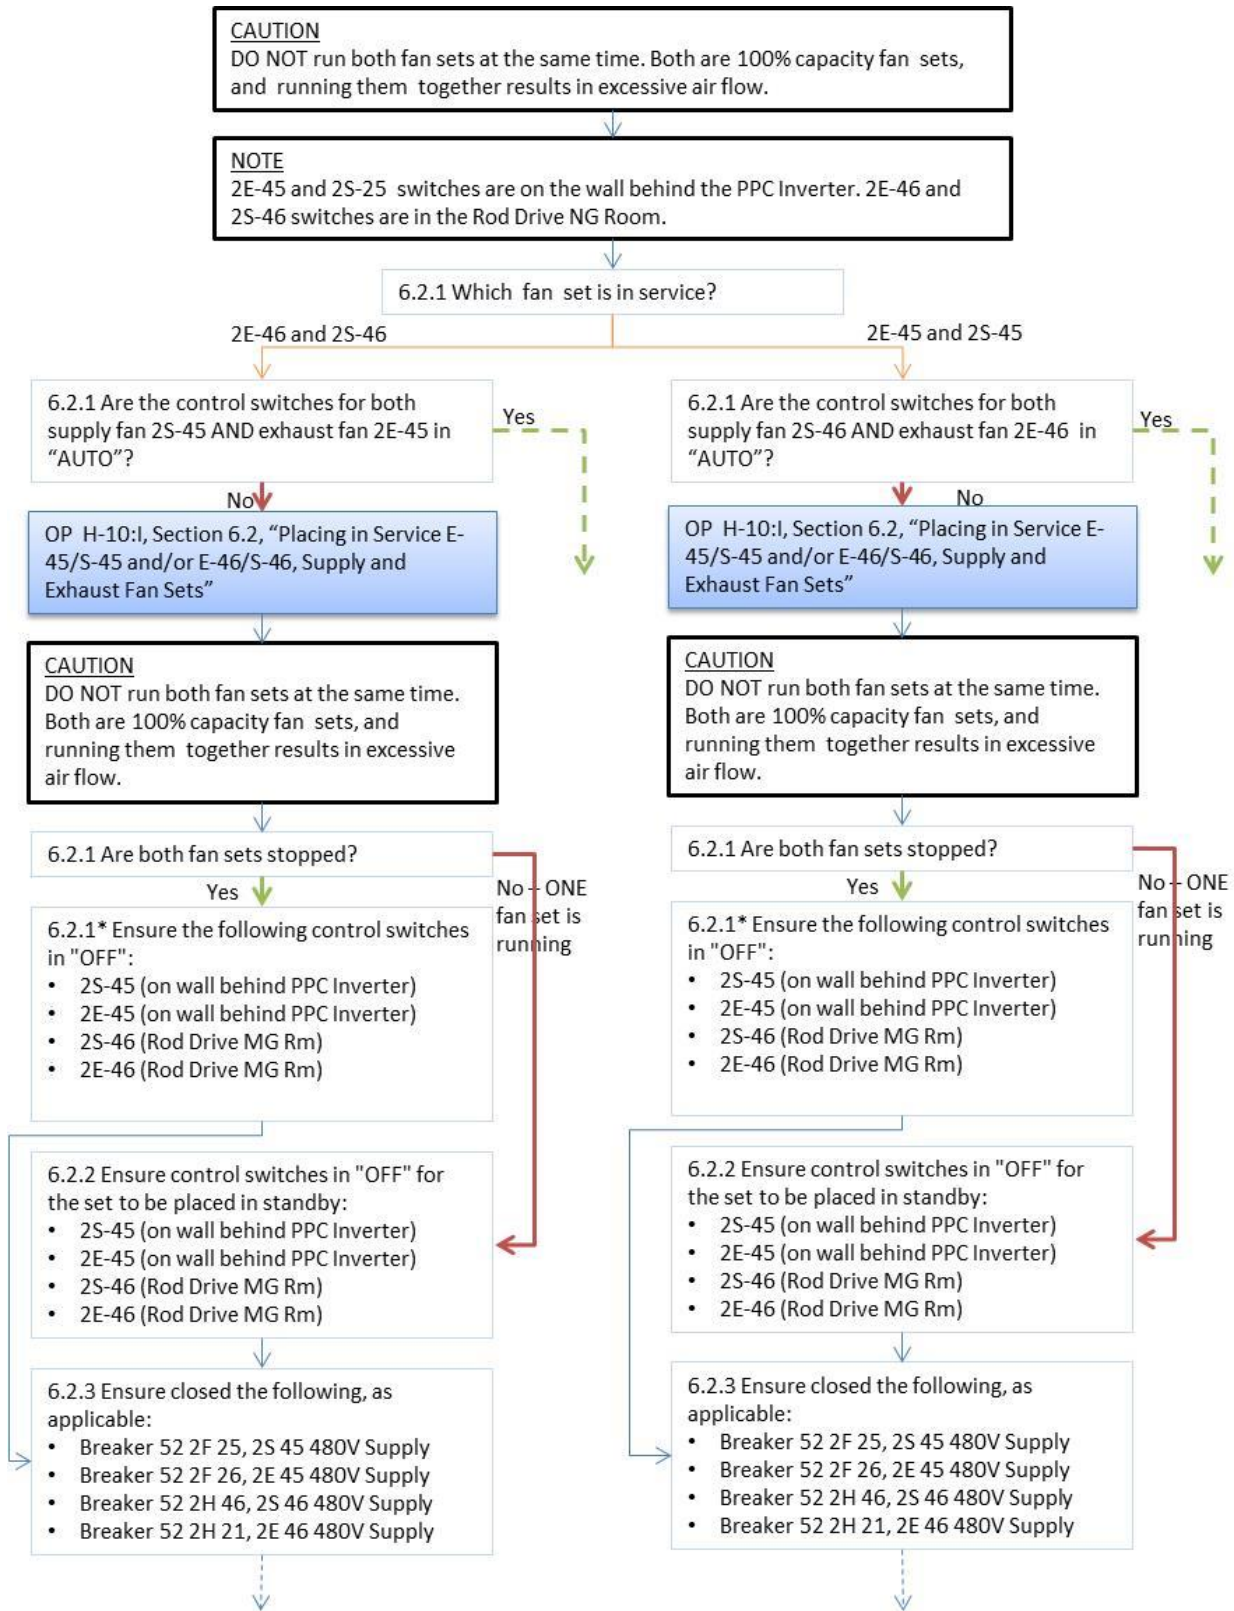 CAUTION
DO NOT run both fan sets at the same time. Both are 100% capacity fan sets,
and running them together results in excessive air flow.
NOTE
2E-45 and 2S-25 switches are on the wall behind the PPC Inverter. 2E-46 and
2S-46 switches are in the Rod Drive NG Room.
6.2.1 Which fan set is in service?
2E-46 and 2S-46
2E-45 and 2S-45
6.2.1 Are the control switches for both
supply fan 2S-45 AND exhaust fan 2E-45 in
“AUTO”?
Yes
No
OP H-10:I, Section 6.2, “Placing in Service E-
45/S-45 and/or E-46/S-46, Supply and
Exhaust Fan Sets”
CAUTION
DO NOT run both fan sets at the same time.
Both are 100% capacity fan sets, and
running them together results in excessive
air flow.
6.2.1 Are both fan sets stopped?
Yes
No – ONE
fan set is
running
6.2.1* Ensure the following control switches
in "OFF":
• 2S-45 (on wall behind PPC Inverter)
• 2E-45 (on wall behind PPC Inverter)
• 2S-46 (Rod Drive MG Rm)
• 2E-46 (Rod Drive MG Rm)
6.2.2 Ensure control switches in "OFF" for
the set to be placed in standby:
• 2S-45 (on wall behind PPC Inverter)
• 2E-45 (on wall behind PPC Inverter)
• 2S-46 (Rod Drive MG Rm)
• 2E-46 (Rod Drive MG Rm)
6.2.3 Ensure closed the following, as
applicable:
• Breaker 52 2F 25, 2S 45 480V Supply
• Breaker 52 2F 26, 2E 45 480V Supply
• Breaker 52 2H 46, 2S 46 480V Supply
• Breaker 52 2H 21, 2E 46 480V Supply
6.2.1 Are the control switches for both
supply fan 2S-46 AND exhaust fan 2E-46 in
“AUTO”?
Yes
No
OP H-10:I, Section 6.2, “Placing in Service E-
45/S-45 and/or E-46/S-46, Supply and
Exhaust Fan Sets”
CAUTION
DO NOT run both fan sets at the same time.
Both are 100% capacity fan sets, and
running them together results in excessive
air flow.
6.2.1 Are both fan sets stopped?
Yes
No – ONE
fan set is
running
6.2.1* Ensure the following control switches
in "OFF":
• 2S-45 (on wall behind PPC Inverter)
• 2E-45 (on wall behind PPC Inverter)
• 2S-46 (Rod Drive MG Rm)
• 2E-46 (Rod Drive MG Rm)
6.2.2 Ensure control switches in "OFF" for
the set to be placed in standby:
• 2S-45 (on wall behind PPC Inverter)
• 2E-45 (on wall behind PPC Inverter)
• 2S-46 (Rod Drive MG Rm)
• 2E-46 (Rod Drive MG Rm)
6.2.3 Ensure closed the following, as
applicable:
• Breaker 52 2F 25, 2S 45 480V Supply
• Breaker 52 2F 26, 2E 45 480V Supply
• Breaker 52 2H 46, 2S 46 480V Supply
• Breaker 52 2H 21, 2E 46 480V Supply